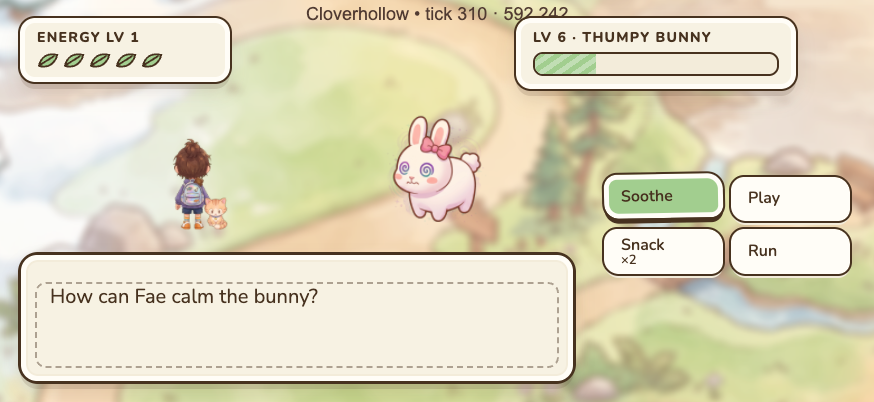 Cloverhollow • tick 310 · 592,242
ENERGY LV 1
LV 6 · THUMPY BUNNY
Soothe
Play
Snack
×2
Run
How can Fae calm the bunny?